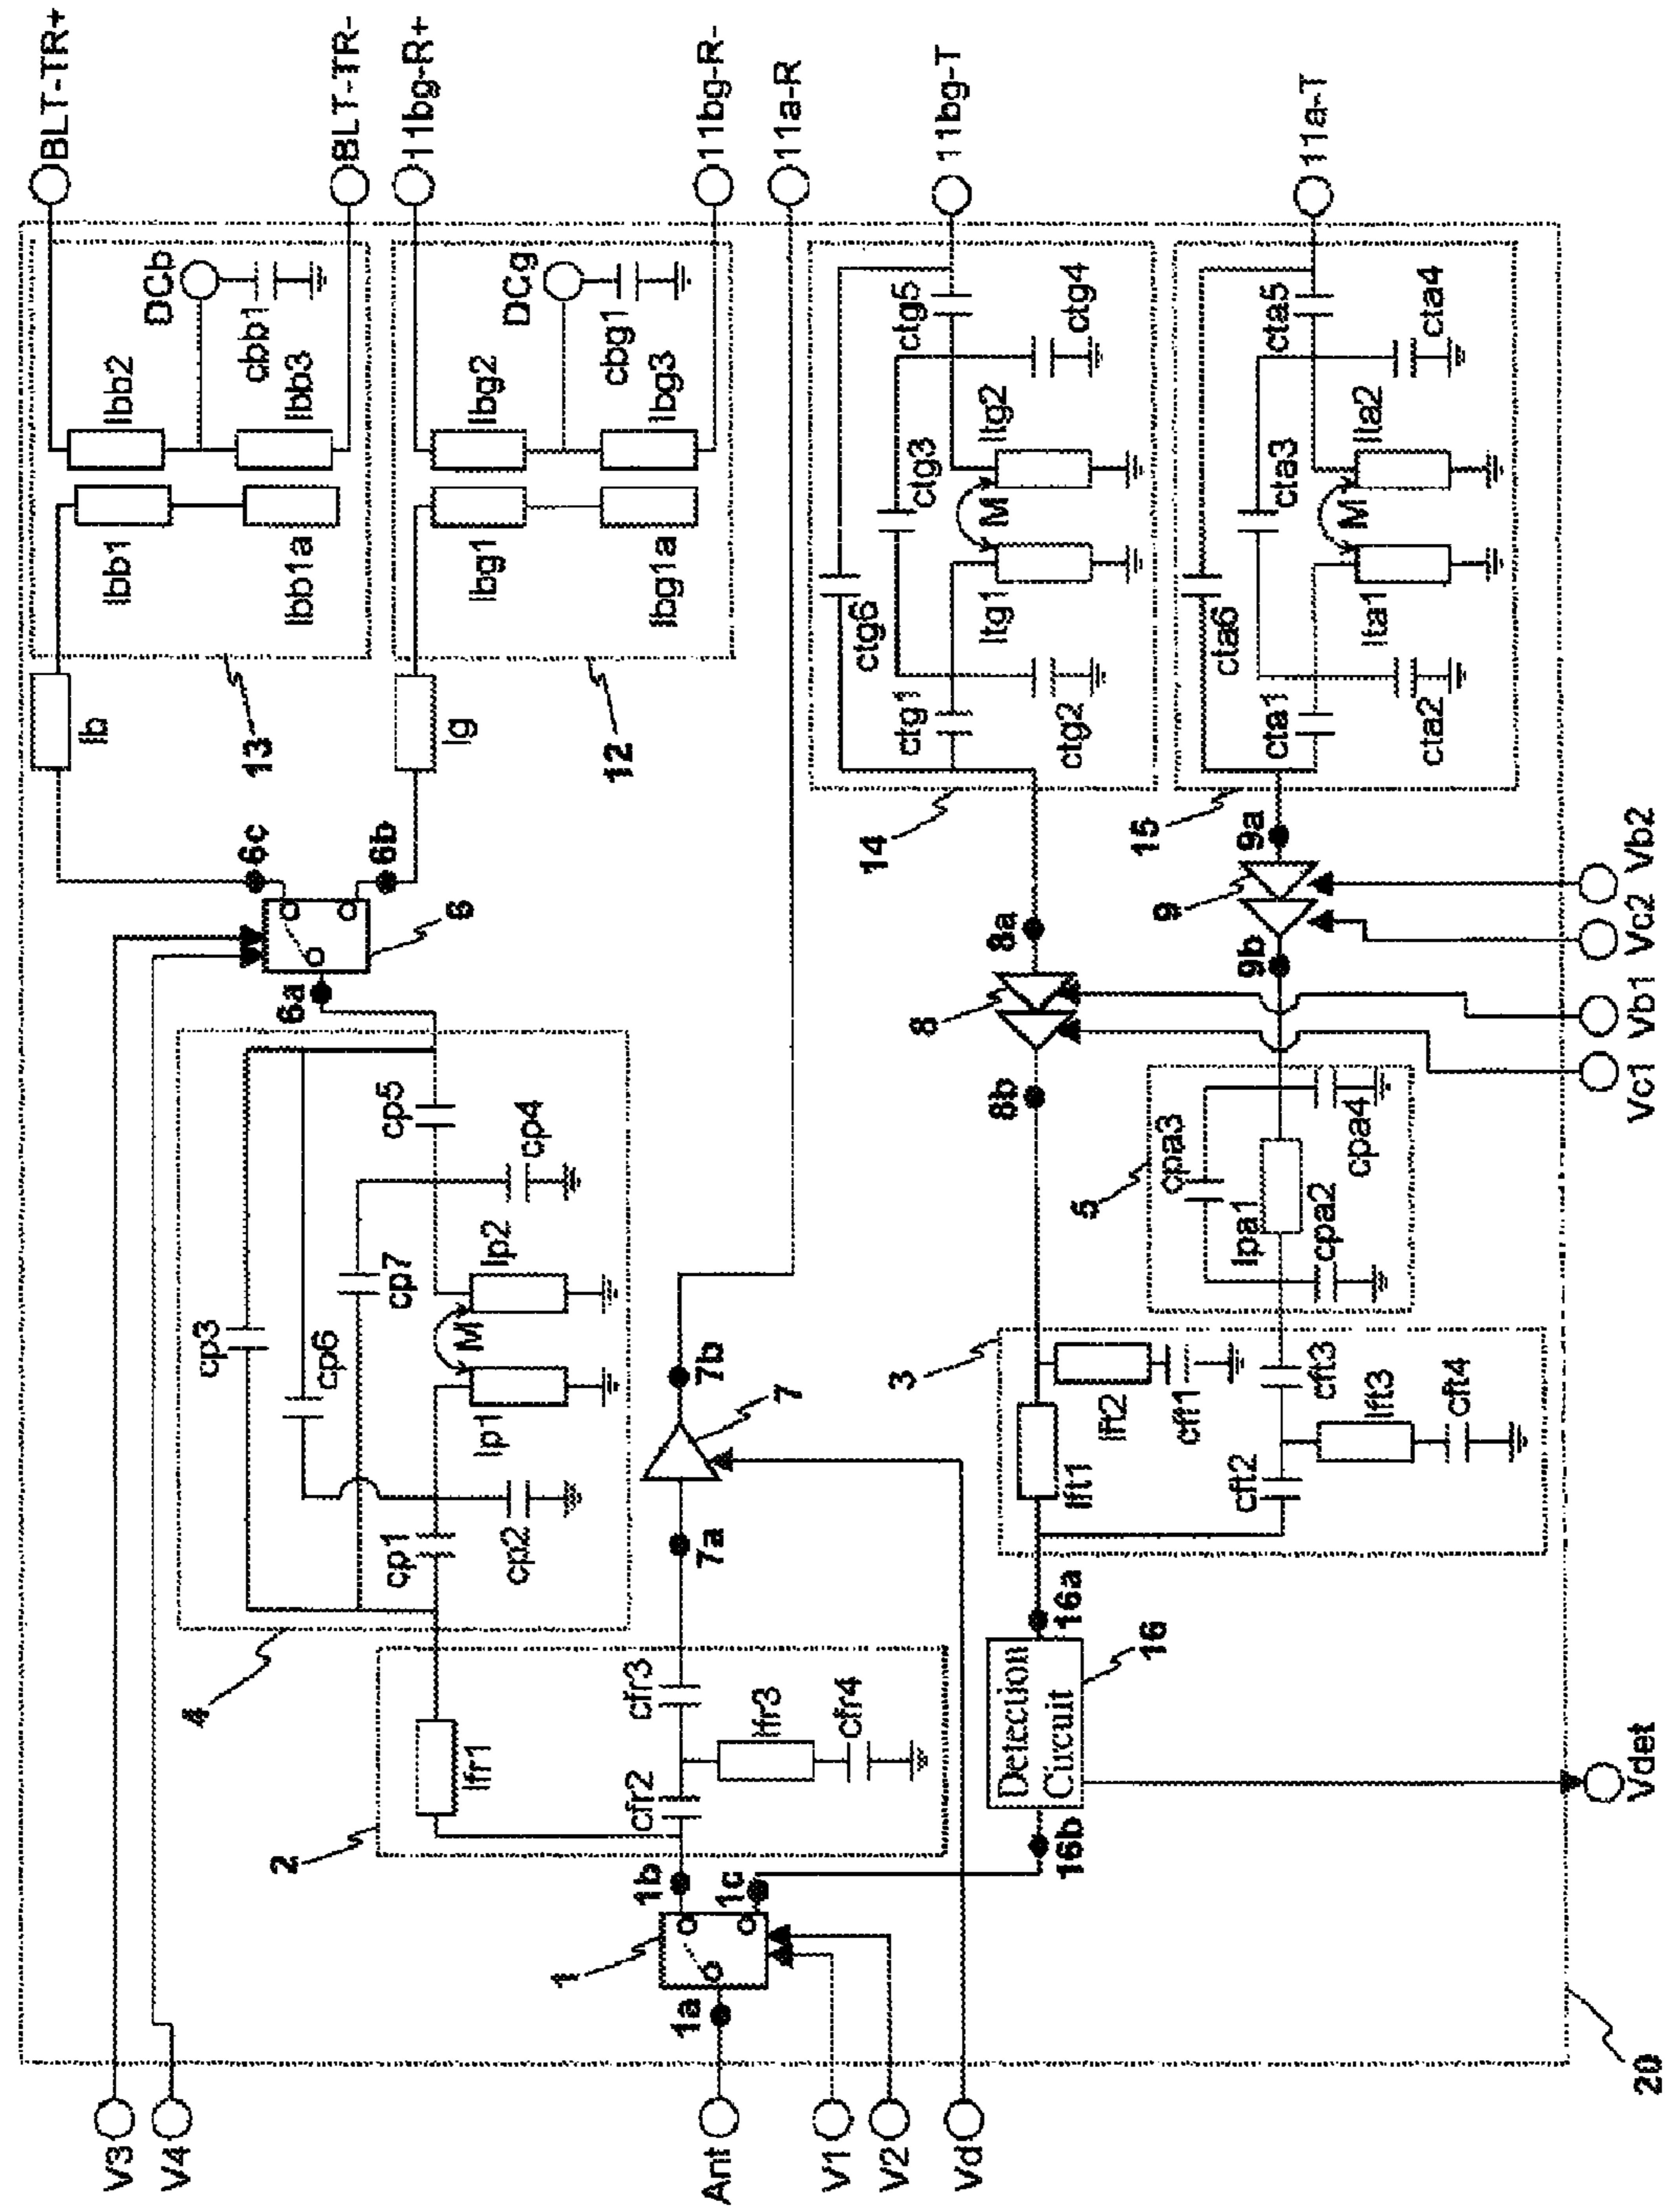 BLT-TR+
BLT-TR-
11bg-R+
11bg-R-
11a-R
11bg-T
11a-T
lbb2
DCb
cbb1
lbb3
lbb1
lbb1a
lb
13
lbg2
DCg
cbg1
lbg3
lbg1
lbg1a
lg
12
6c
6b
6a
6
ctg5
ctg4
ctg3
ltg2
M
ltg1
ctg6
ctg1
ctg2
14
cta5
cta4
cta3
lta2
M
lta1
cta6
cta1
cta2
15
8a
8
8b
9a
9
9b
Vb2
Vc2
Vb1
Vc1
cp3
cp6
cp7
cp5
cp4
lp2
M
lp1
cp1
cp2
4
7b
7
7a
5
cpa3
lpa1
cpa2
cpa4
3
lft2
cft1
lft1
cft3
cft2
lft3
cft4
16a
Detection
Circuit
16
16b
Vdet
lfr1
cfr3
cfr2
lfr3
cfr4
2
1b
1c
1
1a
20
V3
V4
Ant
V1
V2
Vd